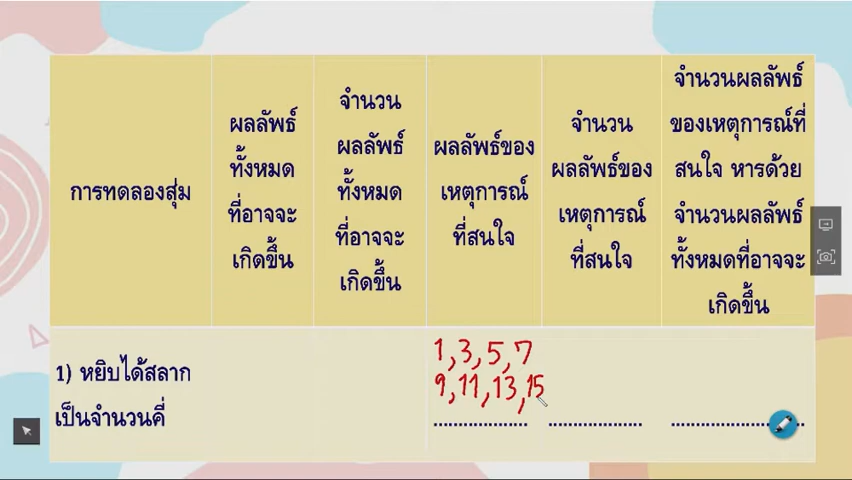 การทดลองสุ่ม
ผลลัพธ์
ทั้งหมด
ที่อาจจะ
เกิดขึ้น
จำนวน
ผลลัพธ์
ทั้งหมด
ที่อาจจะ
เกิดขึ้น
ผลลัพธ์ของ
เหตุการณ์
ที่สนใจ
จำนวน
ผลลัพธ์ของ
เหตุการณ์
ที่สนใจ
จำนวนผลลัพธ์
ของเหตุการณ์ที่
สนใจ หารด้วย
จำนวนผลลัพธ์
ทั้งหมดที่อาจจะ
เกิดขึ้น
1) หยิบได้สลาก
เป็นจำนวนคี่
1,3,5,7
9,11,13,15